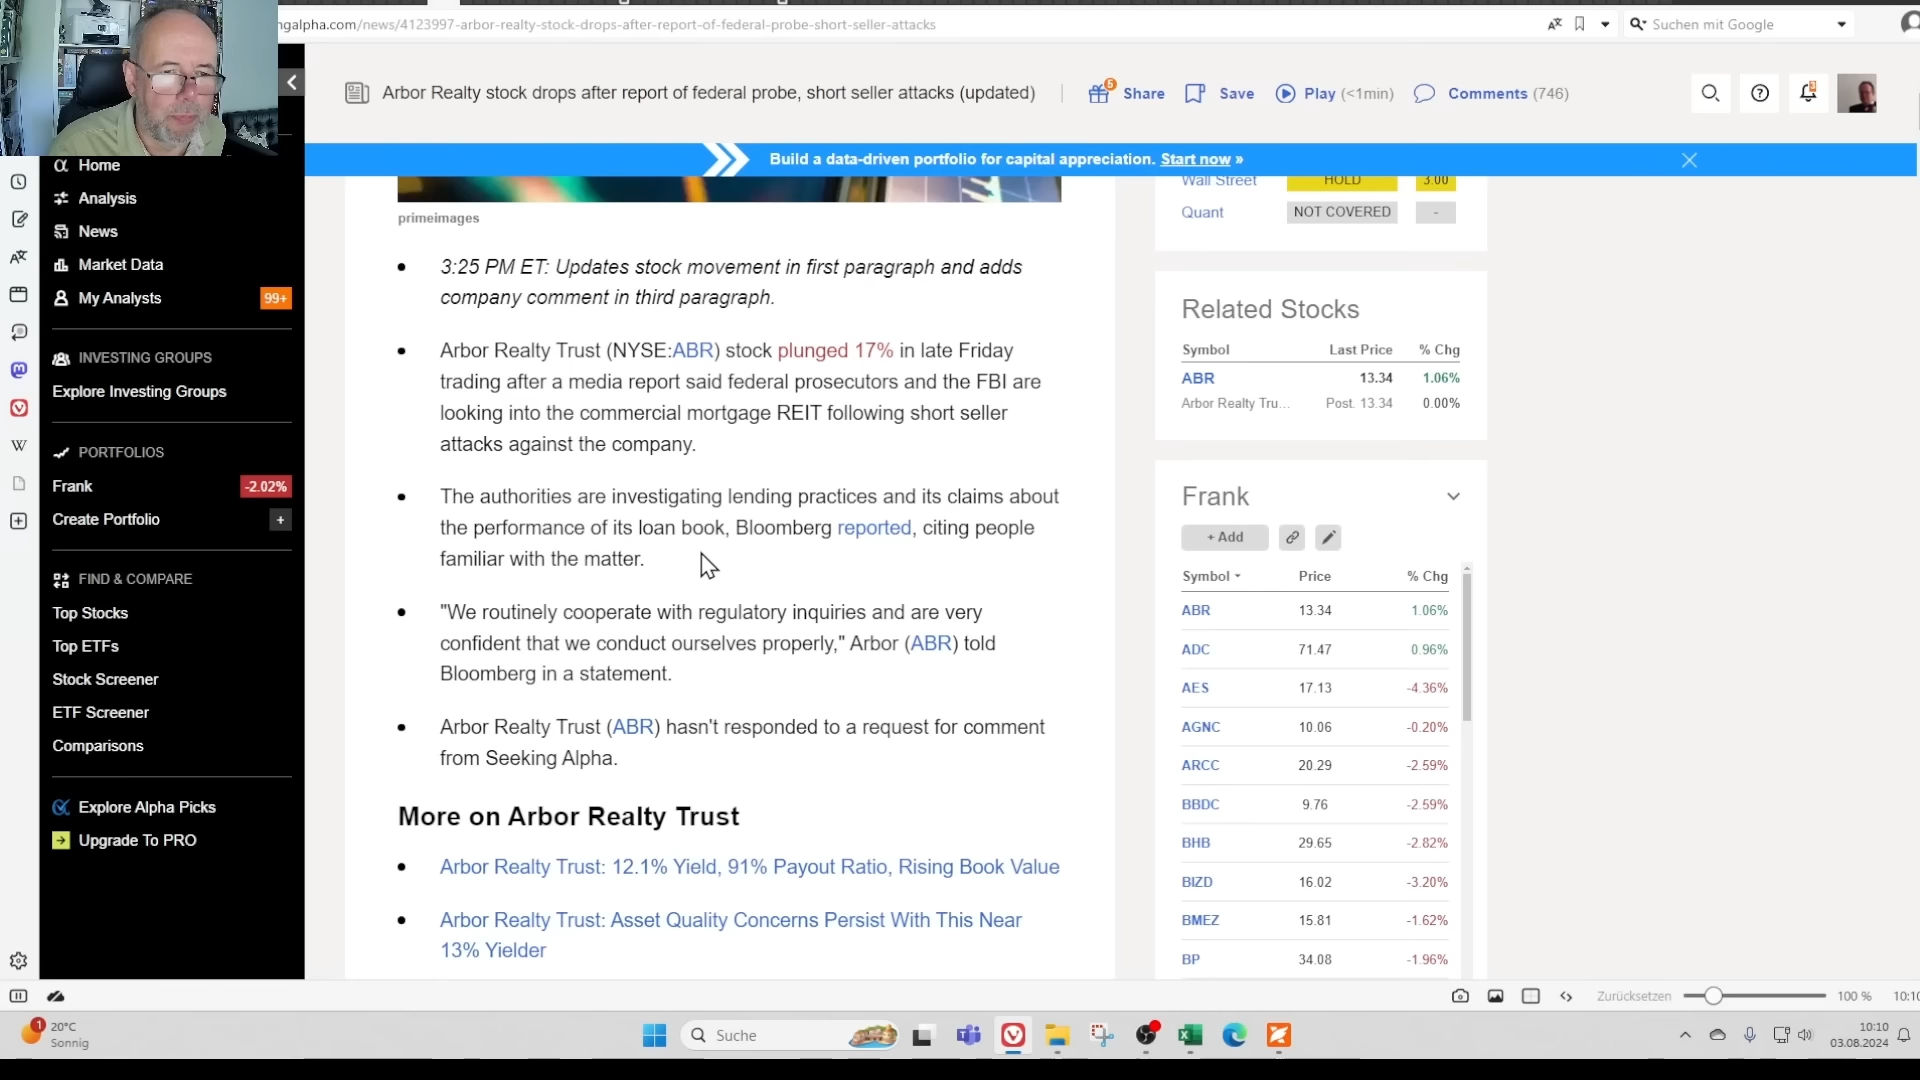 ngalpha.com/news/4123997-arbor-realty-stock-drops-after-report-of-federal-probe-short-seller-attacks
Suchen mit Google
Arbor Realty stock drops after report of federal probe, short seller attacks (updated)
5
Share
Save
Play (<1min)
Comments (746)
Build a data-driven portfolio for capital appreciation. Start now »
Home
Analysis
News
Market Data
My Analysts
99+
INVESTING GROUPS
Explore Investing Groups
PORTFOLIOS
Frank
-2.02%
Create Portfolio
+
FIND & COMPARE
Top Stocks
Top ETFs
Stock Screener
ETF Screener
Comparisons
Explore Alpha Picks
Upgrade To PRO
primeimages
• 3:25 PM ET: Updates stock movement in first paragraph and adds
company comment in third paragraph.
• Arbor Realty Trust (NYSE:ABR) stock plunged 17% in late Friday
trading after a media report said federal prosecutors and the FBI are
looking into the commercial mortgage REIT following short seller
attacks against the company.
• The authorities are investigating lending practices and its claims about
the performance of its loan book, Bloomberg reported, citing people
familiar with the matter.
• "We routinely cooperate with regulatory inquiries and are very
confident that we conduct ourselves properly," Arbor (ABR) told
Bloomberg in a statement.
• Arbor Realty Trust (ABR) hasn't responded to a request for comment
from Seeking Alpha.
More on Arbor Realty Trust
• Arbor Realty Trust: 12.1% Yield, 91% Payout Ratio, Rising Book Value
• Arbor Realty Trust: Asset Quality Concerns Persist With This Near
13% Yielder
Wall Street HOLD 3.00
Quant NOT COVERED -
Related Stocks
Symbol Last Price % Chg
ABR 13.34 1.06%
Arbor Realty Tru... Post. 13.34 0.00%
Frank
+ Add
Symbol Price % Chg
ABR 13.34 1.06%
ADC 71.47 0.96%
AES 17.13 -4.36%
AGNC 10.06 -0.20%
ARCC 20.29 -2.59%
BBDC 9.76 -2.59%
BHB 29.65 -2.82%
BIZD 16.02 -3.20%
BMEZ 15.81 -1.62%
BP 34.08 -1.96%
Zurücksetzen
100 %
10:10
1
20°C
Sonnig
Suche
10:10
03.08.2024